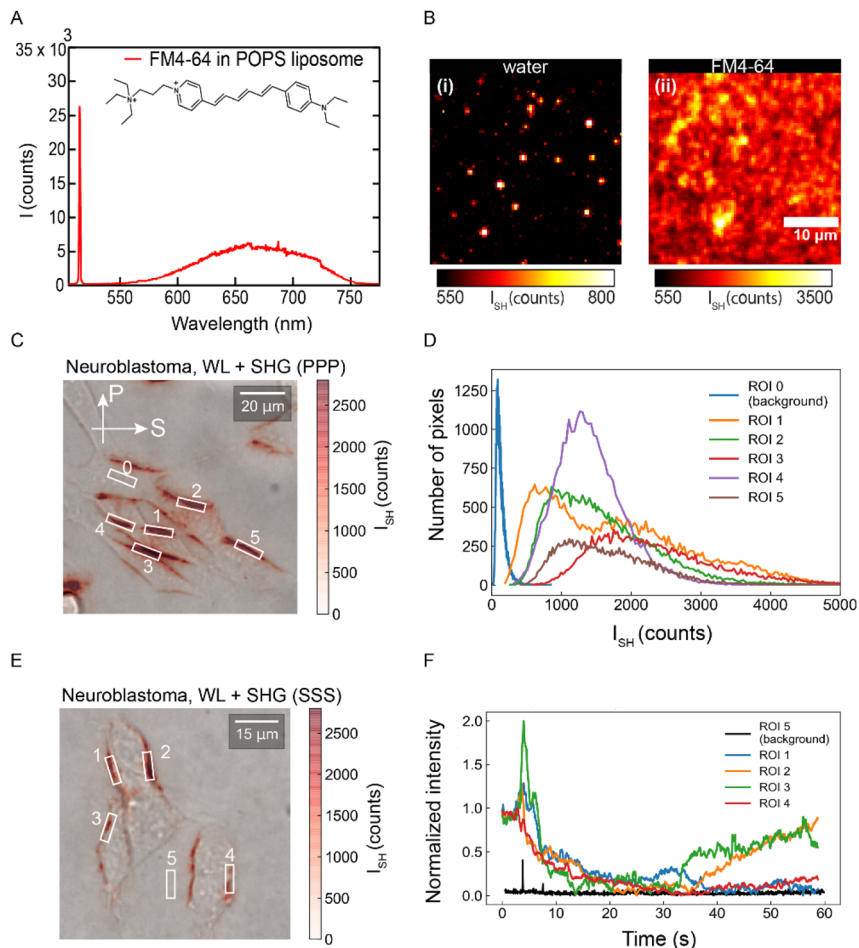 A
35 x 10 3
FM4-64 in POPS liposome
N+
N+
N
30
25
20
15
10
5
0
I (counts)
550 600 650 700 750
Wavelength (nm)
B
water
(i)
550 800
I SH (counts)
FM4-64
(ii)
10 µm
550 3500
I SH (counts)
C
Neuroblastoma, WL + SHG (PPP)
P
S
20 µm
0
1
2
3
4
5
2500
2000
1500
1000
500
0
I SH (counts)
D
1250
1000
750
500
250
0
Number of pixels
ROI 0
(background)
ROI 1
ROI 2
ROI 3
ROI 4
ROI 5
0 1000 2000 3000 4000 5000
I SH (counts)
E
Neuroblastoma, WL + SHG (SSS)
15 µm
1
2
3
4
5
2500
2000
1500
1000
500
0
I SH (counts)
F
2.0
1.5
1.0
0.5
0.0
Normalized intensity
ROI 5
(background)
ROI 1
ROI 2
ROI 3
ROI 4
0 10 20 30 40 50 60
Time (s)